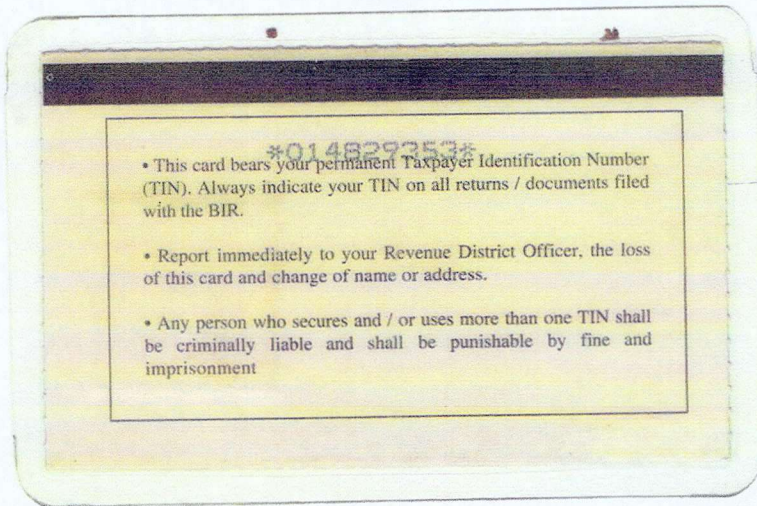 *014829353*
• This card bears your permanent Taxpayer Identification Number
(TIN). Always indicate your TIN on all returns / documents filed
with the BIR.
• Report immediately to your Revenue District Officer, the loss
of this card and change of name or address.
• Any person who secures and / or uses more than one TIN shall
be criminally liable and shall be punishable by fine and
imprisonment